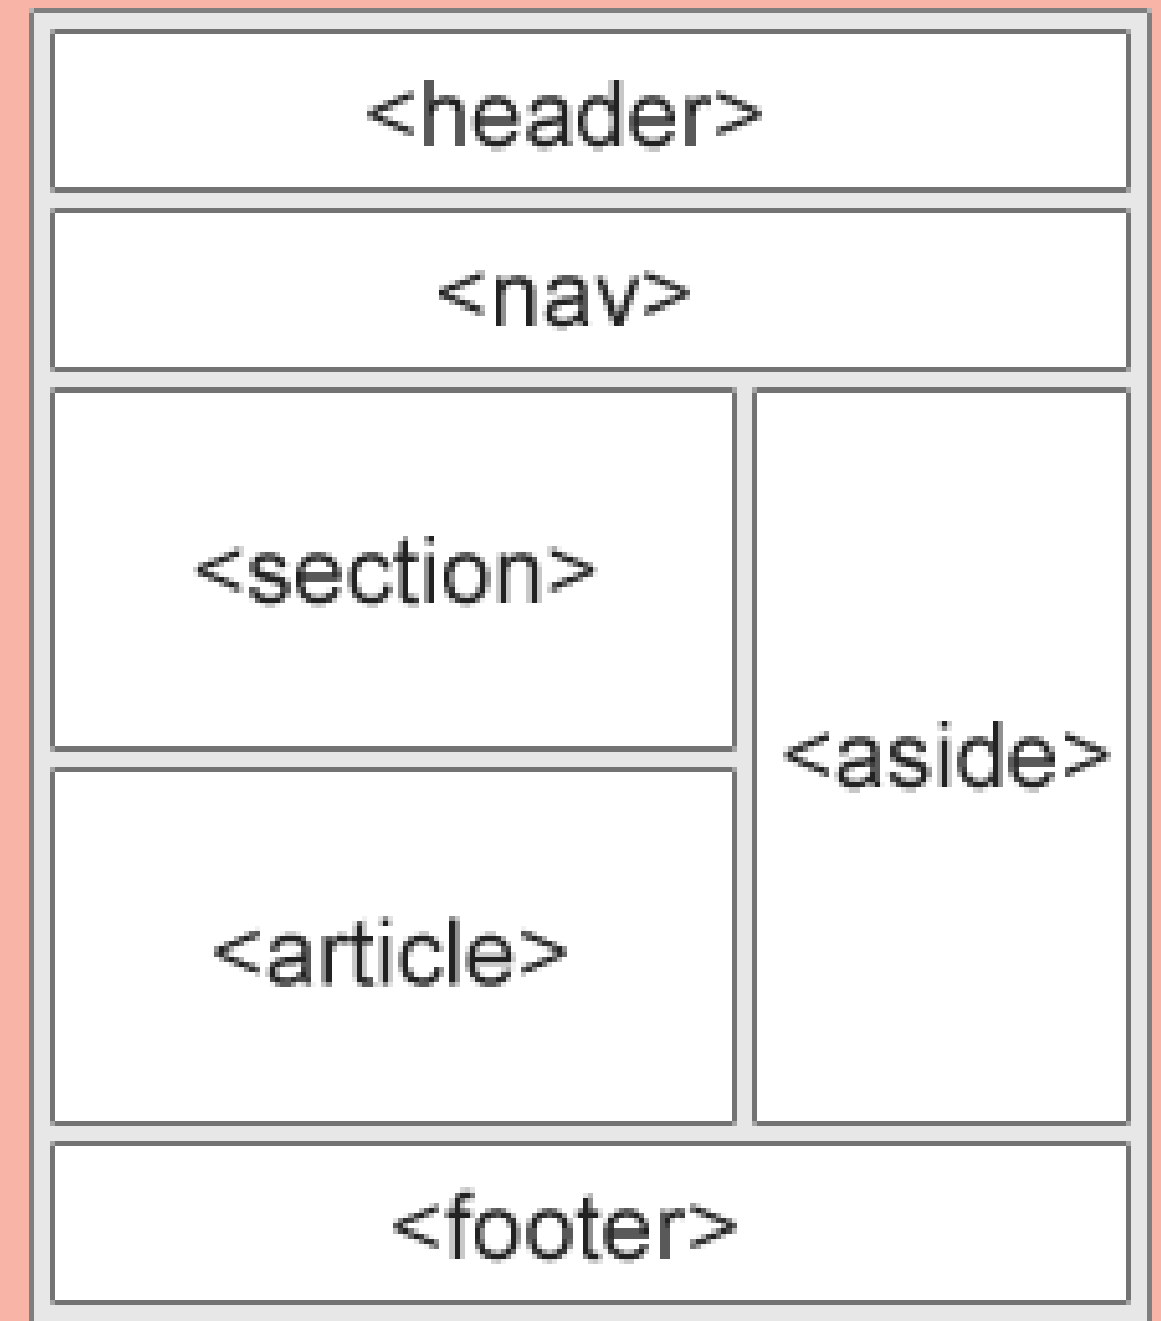 <header>
<nav>
<section>
<aside>
<article>
<footer>